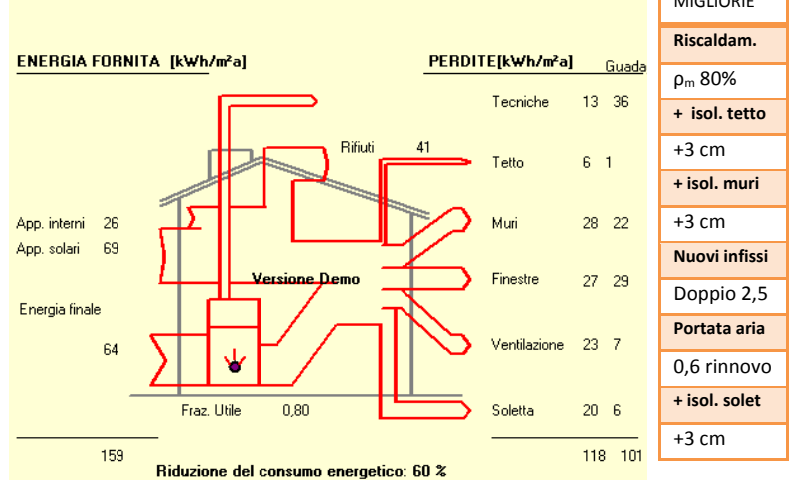 MIGLIORIE
ENERGIA FORNITA [kWh/m²a]
PERDITE[kWh/m²a] Guada
Tecniche 13 36
Rifiuti 41
Tetto 6 1
App. interni 26
App. solari 69
Muri 28 22
Versione Demo
Finestre 27 29
Energia finale
64
Ventilazione 23 7
Fraz. Utile 0,80
Soletta 20 6
159
118 101
Riduzione del consumo energetico: 60 %
Riscaldam.
ρm 80%
+ isol. tetto
+3 cm
+ isol. muri
+3 cm
Nuovi infissi
Doppio 2,5
Portata aria
0,6 rinnovo
+ isol. solet
+3 cm